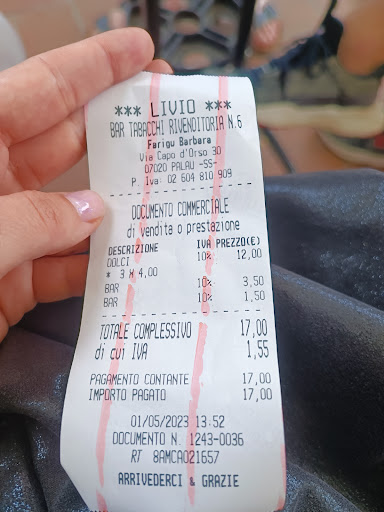 *** LIVIO ***
BAR TABACCHI RIVENDITORIA N.6
Farigu Barbara
Via Capo d'Orso 30
07020 PALAU -SS-
P. Iva: 02 604 810 909
DOCUMENTO COMMERCIALE
di vendita o prestazione
DESCRIZIONE IVA PREZZO(€)
DOLCI 10% 12,00
* 3 X 4,00
BAR 10% 3,50
BAR 10% 1,50
TOTALE COMPLESSIVO 17,00
di cui IVA 1,55
PAGAMENTO CONTANTE 17,00
IMPORTO PAGATO 17,00
01/05/2023 13:52
DOCUMENTO N. 1243-0036
RT 8AMCA021657
ARRIVEDERCI & GRAZIE